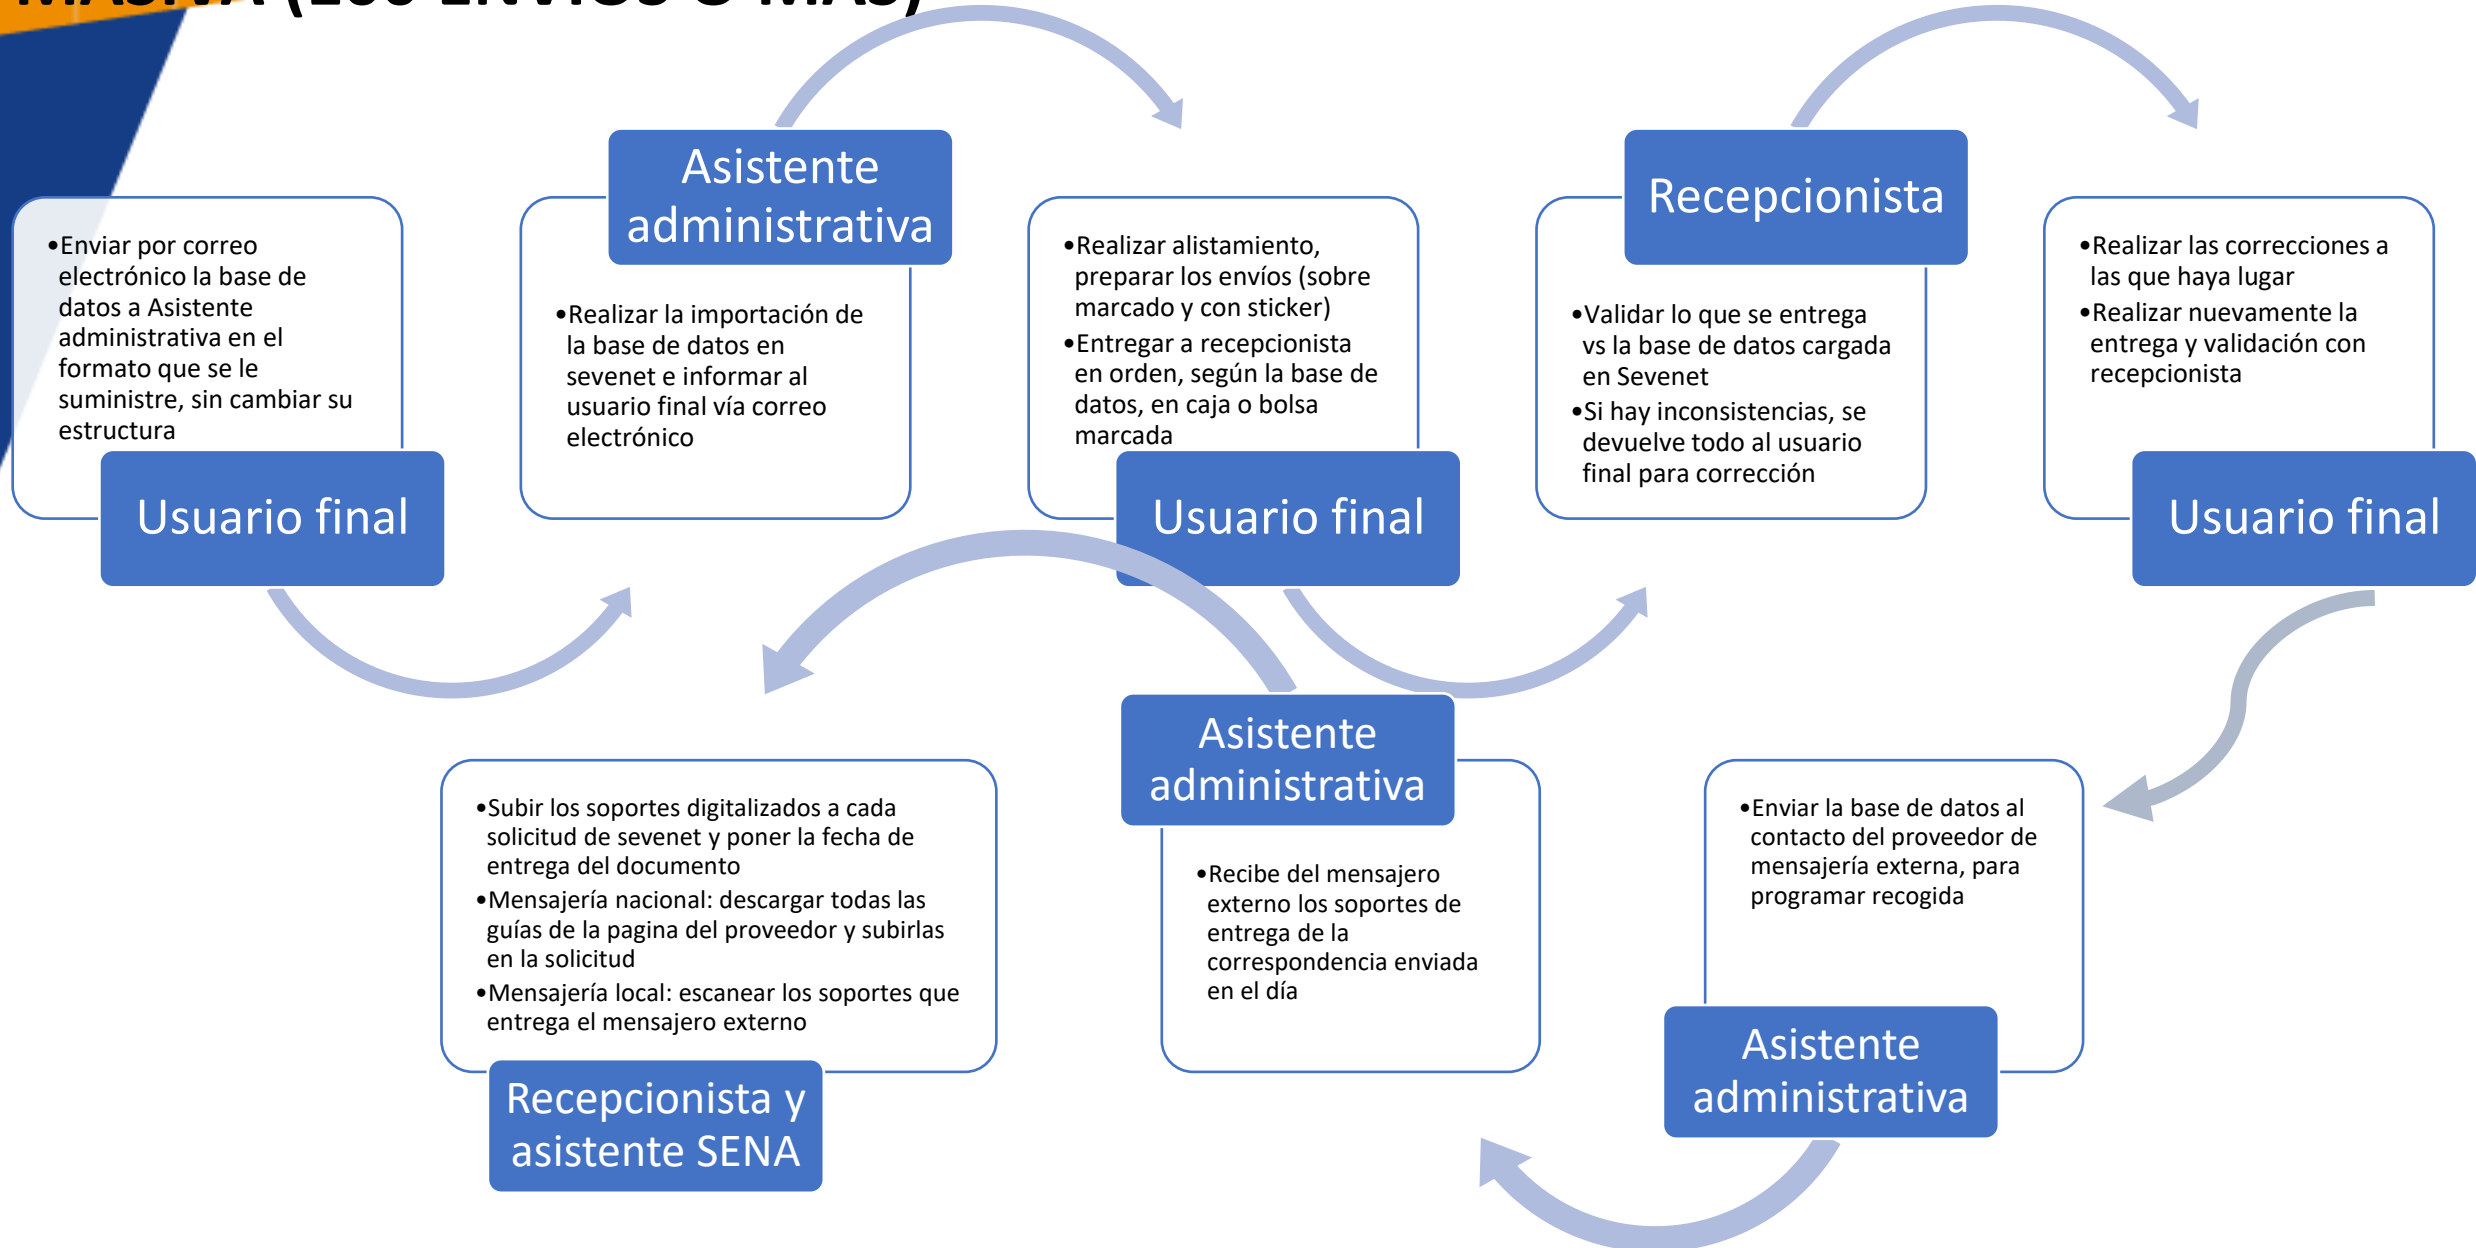 Asistente
administrativa
Recepcionista
•Enviar por correo
electrónico la base de
datos a Asistente
administrativa en el
formato que se le
suministre, sin cambiar su
estructura
Usuario final
•Realizar la importación de
la base de datos en
sevenet e informar al
usuario final vía correo
electrónico
•Realizar alistamiento,
preparar los envíos (sobre
marcado y con sticker)
•Entregar a recepcionista
en orden, según la base de
datos, en caja o bolsa
marcada
Usuario final
•Validar lo que se entrega
vs la base de datos cargada
en Sevenet
•Si hay inconsistencias, se
devuelve todo al usuario
final para corrección
•Realizar las correcciones a
las que haya lugar
•Realizar nuevamente la
entrega y validación con
recepcionista
Usuario final
•Enviar la base de datos al
contacto del proveedor de
mensajería externa, para
programar recogida
Asistente
administrativa
Asistente
administrativa
•Recibe del mensajero
externo los soportes de
entrega de la
correspondencia enviada
en el día
•Subir los soportes digitalizados a cada
solicitud de sevenet y poner la fecha de
entrega del documento
•Mensajería nacional: descargar todas las
guías de la pagina del proveedor y subirlas
en la solicitud
•Mensajería local: escanear los soportes que
entrega el mensajero externo
Recepcionista y
asistente SENA